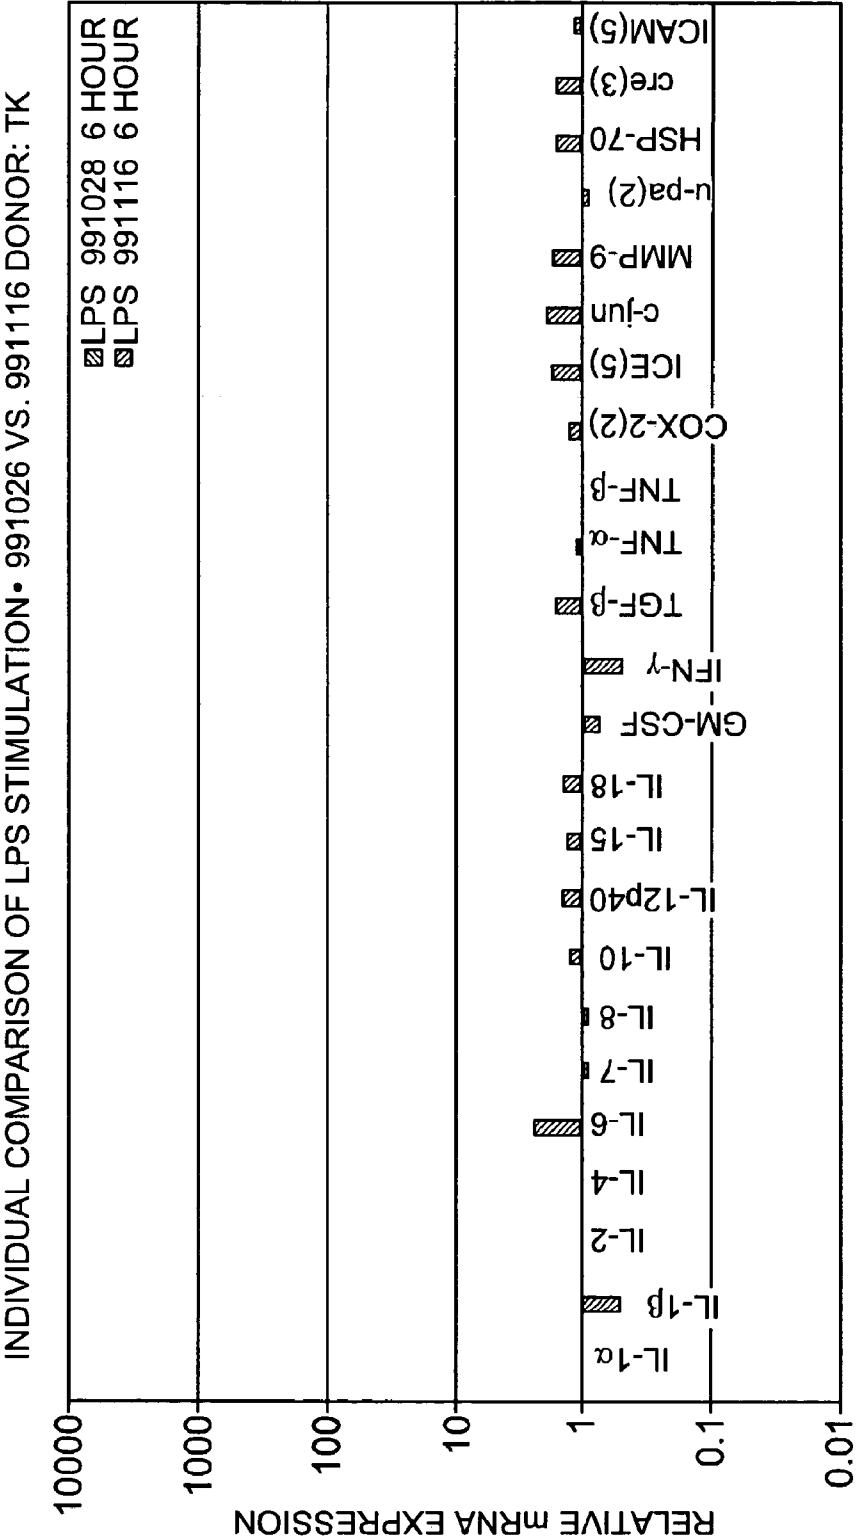 INDIVIDUAL COMPARISON OF LPS STIMULATION• 991026 VS. 991116 DONOR: TK
LPS 991028 6 HOUR
LPS 991116 6 HOUR
RELATIVE mRNA EXPRESSION
10000
1000
100
10
1
0.1
0.01
IL-1α
IL-1β
IL-2
IL-4
IL-6
IL-7
IL-8
IL-10
IL-12p40
IL-15
IL-18
GM-CSF
IFN-γ
TGF-β
TNF-α
TNF-β
COX-2(2)
ICE(5)
c-jun
MMP-9
u-pa(2)
HSP-70
cre(3)
ICAM(5)